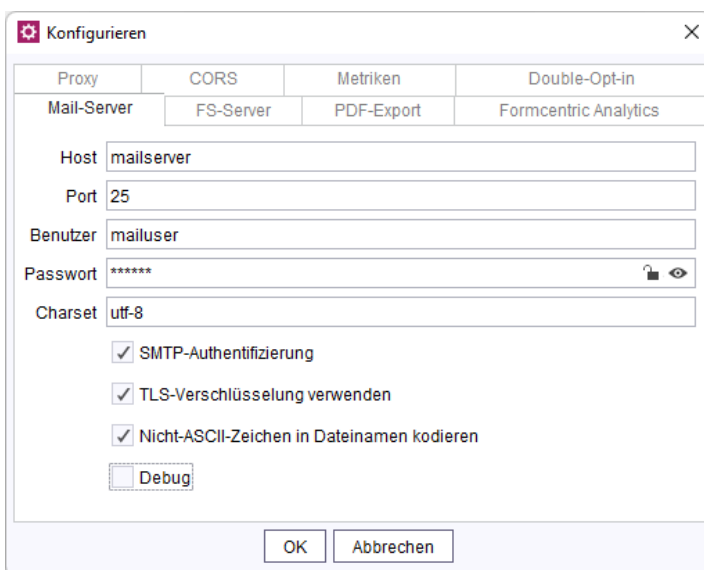 Konfigurieren
Proxy CORS Metriken Double-Opt-in
Mail-Server FS-Server PDF-Export Formcentric Analytics
Host mailserver
Port 25
Benutzer mailuser
Passwort ******
Charset utf-8
SMTP-Authentifizierung
TLS-Verschlüsselung verwenden
Nicht-ASCII-Zeichen in Dateinamen kodieren
Debug
OK Abbrechen